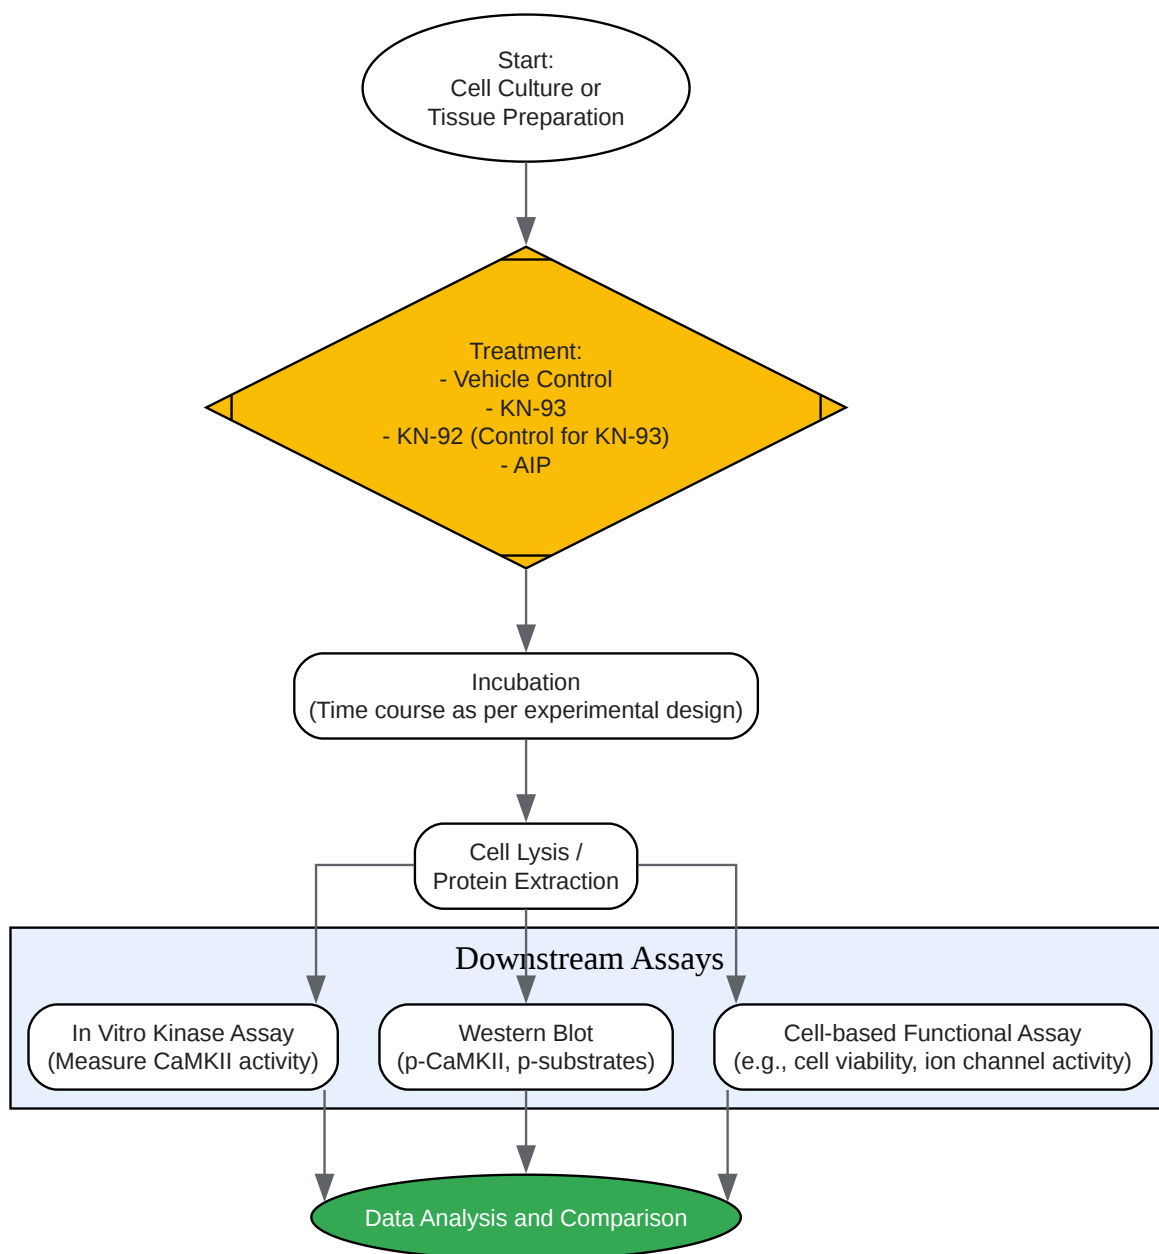 Start:
Cell Culture or
Tissue Preparation
Treatment:
- Vehicle Control
- KN-93
- KN-92 (Control for KN-93)
- AIP
Incubation
(Time course as per experimental design)
Cell Lysis /
Protein Extraction
Downstream Assays
In Vitro Kinase Assay
(Measure CaMKII activity)
Western Blot
(p-CaMKII, p-substrates)
Cell-based Functional Assay
(e.g., cell viability, ion channel activity)
Data Analysis and Comparison